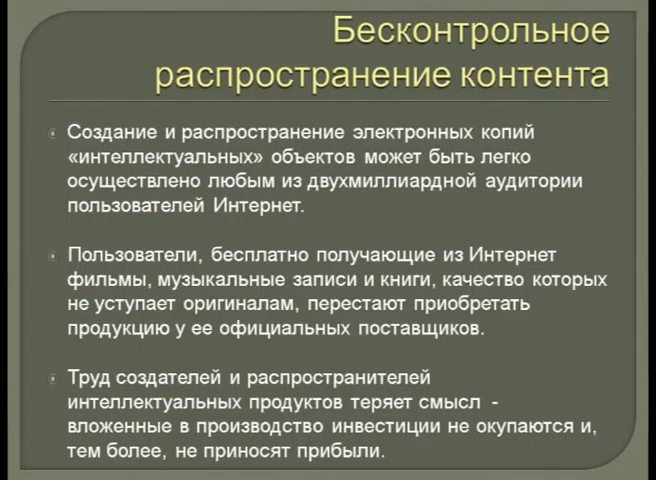 Бесконтрольное
распространение контента
Создание и распространение электронных копий
«интеллектуальных» объектов может быть легко
осуществлено любым из двухмиллиардной аудитории
пользователей Интернет.
Пользователи, бесплатно получающие из Интернет
фильмы, музыкальные записи и книги, качество которых
не уступает оригиналам, перестают приобретать
продукцию у ее официальных поставщиков.
Труд создателей и распространителей
интеллектуальных продуктов теряет смысл -
вложенные в производство инвестиции не окупаются и,
тем более, не приносят прибыли.